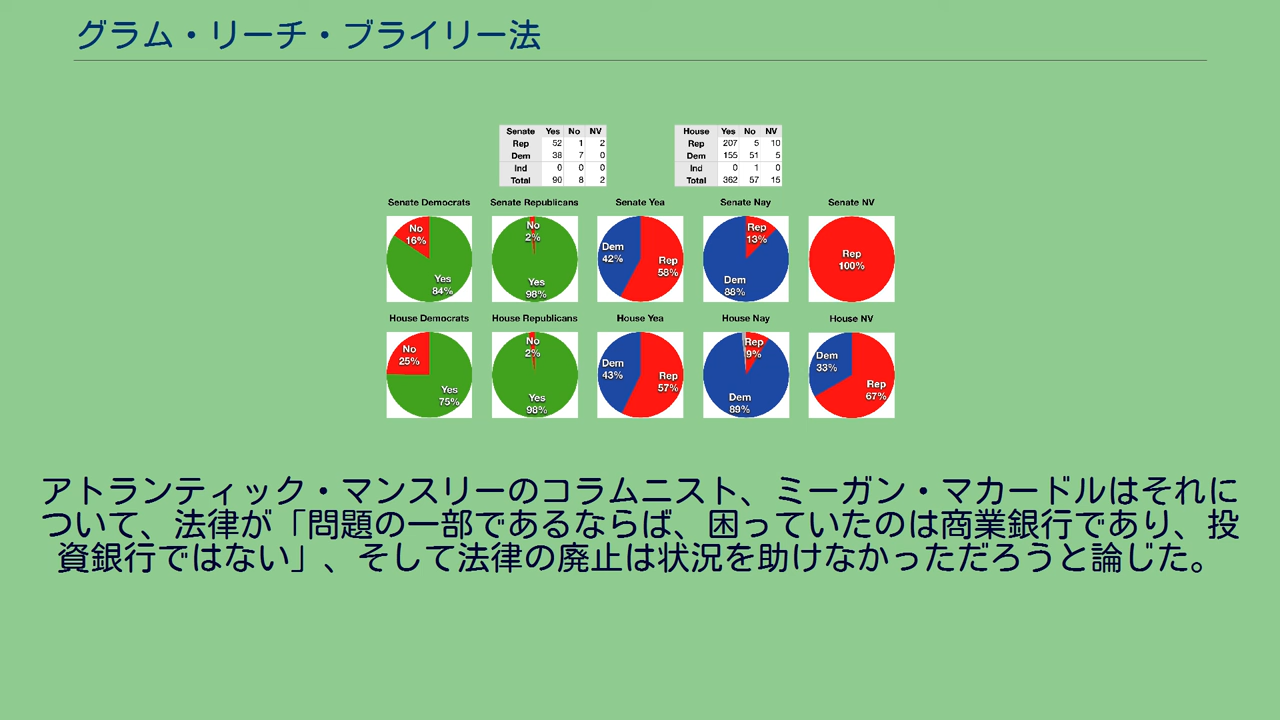 グラム・リーチ・ブライリー法
Senate Yes No NV
Rep 52 1 2
Dem 38 7 0
Ind 0 0 0
Total 90 8 2
House Yes No NV
Rep 207 5 10
Dem 155 51 5
Ind 0 1 0
Total 362 57 15
Senate Democrats
No
16%
Yes
84%
Senate Republicans
No
2%
Yes
98%
Senate Yea
Dem
42%
Rep
58%
Senate Nay
Rep
13%
Dem
88%
Senate NV
Rep
100%
House Democrats
No
25%
Yes
75%
House Republicans
No
2%
Yes
98%
House Yea
Dem
43%
Rep
57%
House Nay
Rep
9%
Dem
89%
House NV
Dem
33%
Rep
67%
アトランティック・マンスリーのコラムニスト、ミーガン・マカードルはそれに
ついて、法律が「問題の一部であるならば、困っていたのは商業銀行であり、投
資銀行ではない」、そして法律の廃止は状況を助けなかっただろうと論じた。